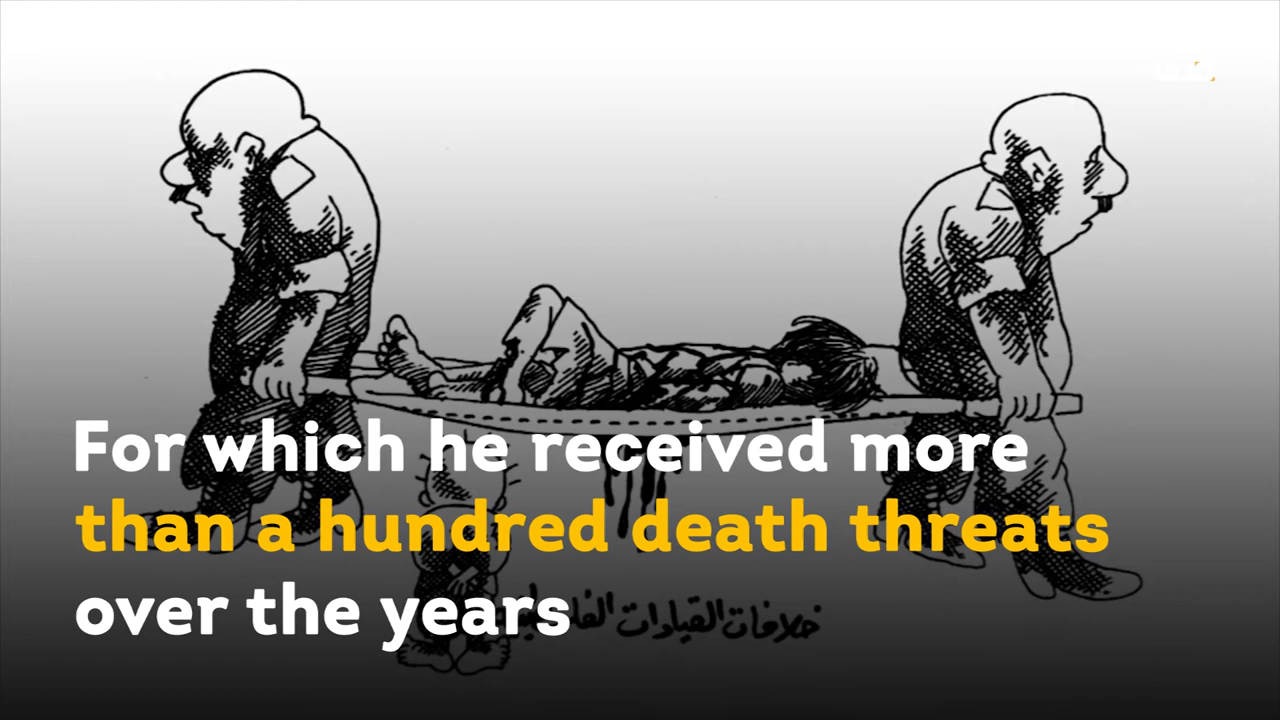 For which he received more
than a hundred death threats
over the years
خلافات القيادات